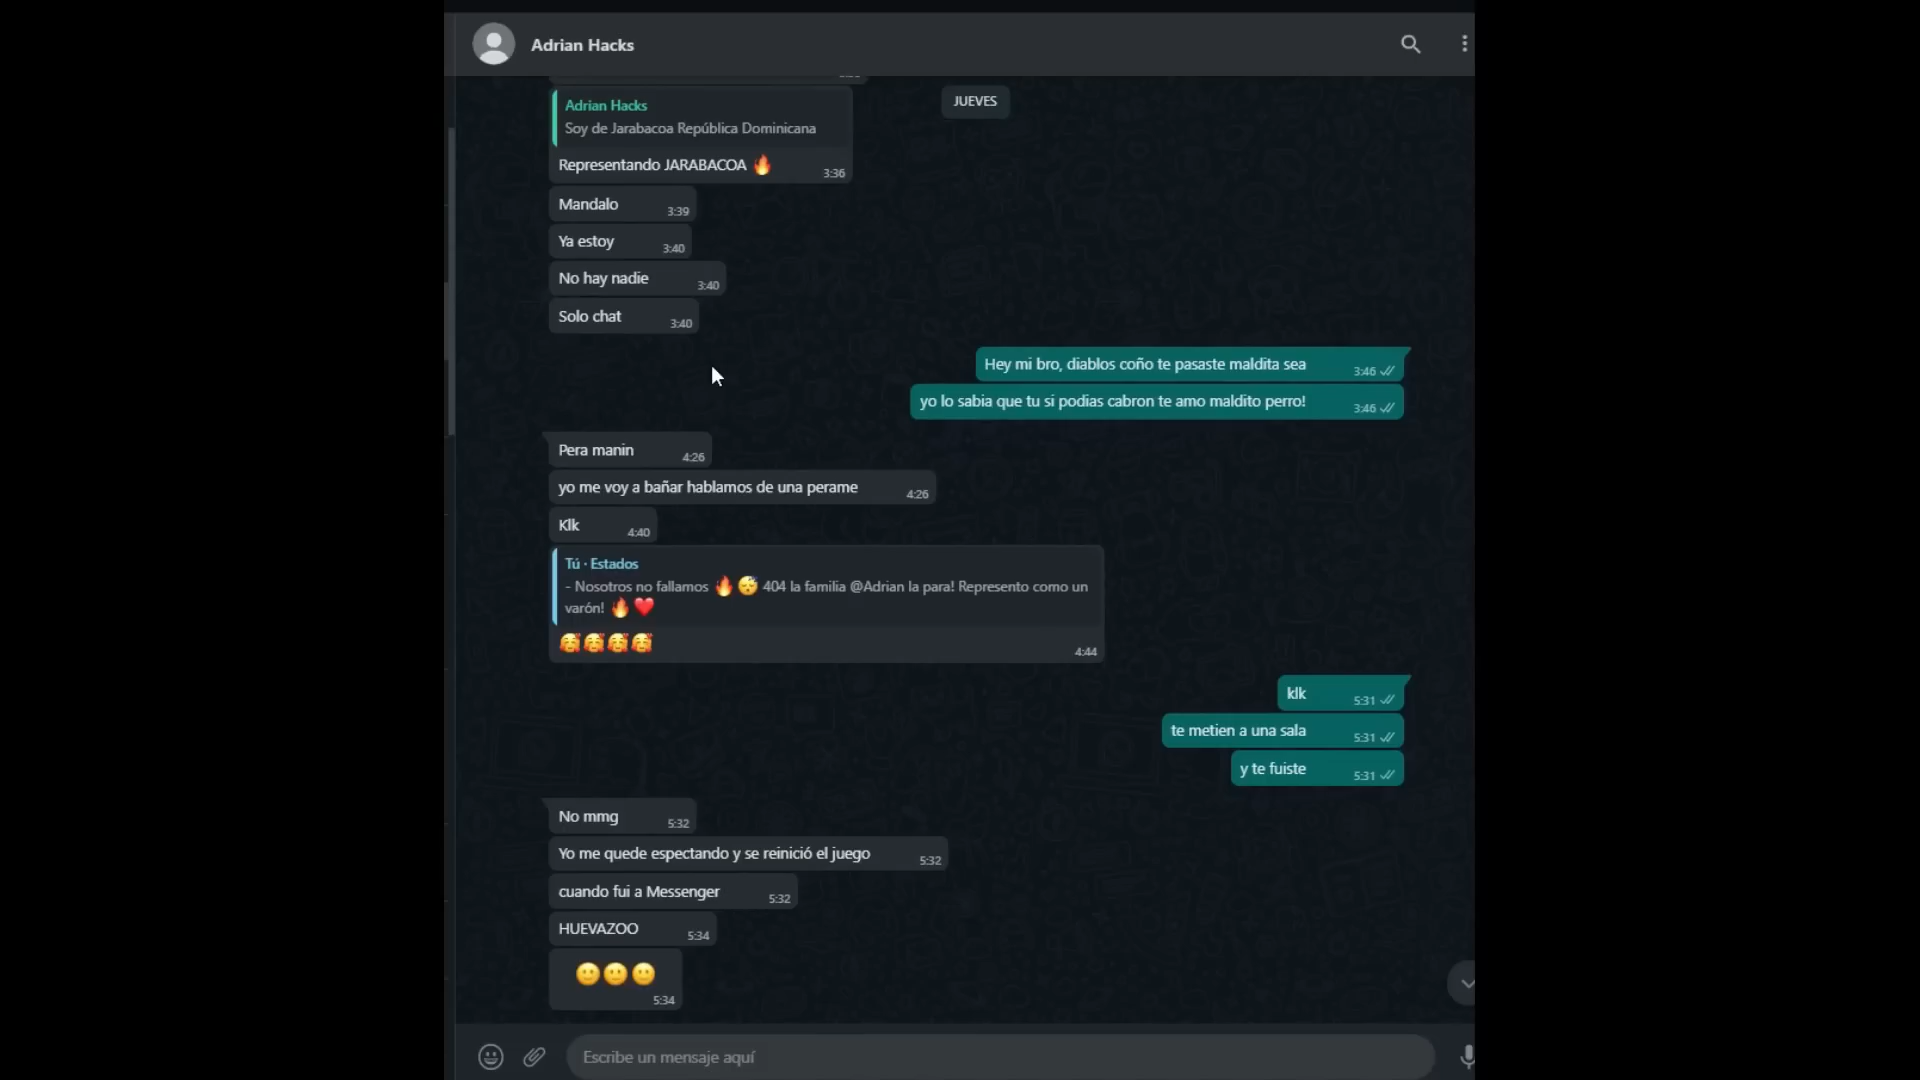 Adrian Hacks
JUEVES
Adrian Hacks
Soy de Jarabacoa República Dominicana
Representando JARABACOA 🔥
3:36
Mandalo 3:39
Ya estoy 3:40
No hay nadie 3:40
Solo chat 3:40
Hey mi bro, diablos coño te pasaste maldita sea 3:46
yo lo sabia que tu si podias cabron te amo maldito perro! 3:46
Pera manin 4:26
yo me voy a bañar hablamos de una perame 4:26
Klk 4:40
Tú · Estados
- Nosotros no fallamos 🔥 😴 404 la familia @Adrian la para! Represento como un
varón! 🔥 ❤️
🥰🥰🥰🥰
4:44
klk 5:31
te metien a una sala 5:31
y te fuiste 5:31
No mmg 5:32
Yo me quede espectando y se reinició el juego 5:32
cuando fui a Messenger 5:32
HUEVAZOO 5:34
🙂🙂🙂
5:34
Escribe un mensaje aquí